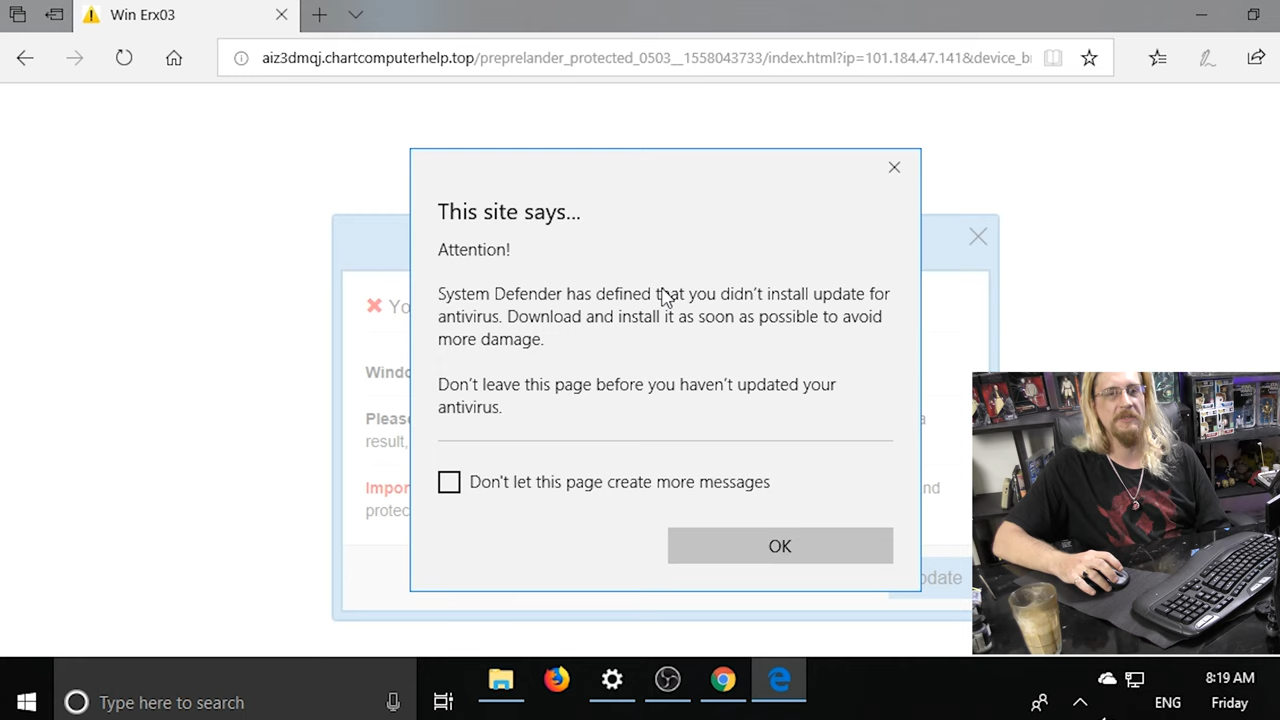 Win Erx03
aiz3dmqj.chartcomputerhelp.top/preprelander_protected_0503__1558043733/index.html?ip=101.184.47.141&device_b
This site says...
Attention!
System Defender has defined that you didn't install update for
antivirus. Download and install it as soon as possible to avoid
more damage.
Don't leave this page before you haven't updated your
antivirus.
Don't let this page create more messages
OK
Yo
Windo
Pleas
a
result,
Impor
and
protec
pdate
Type here to search
8:19 AM
ENG
Friday